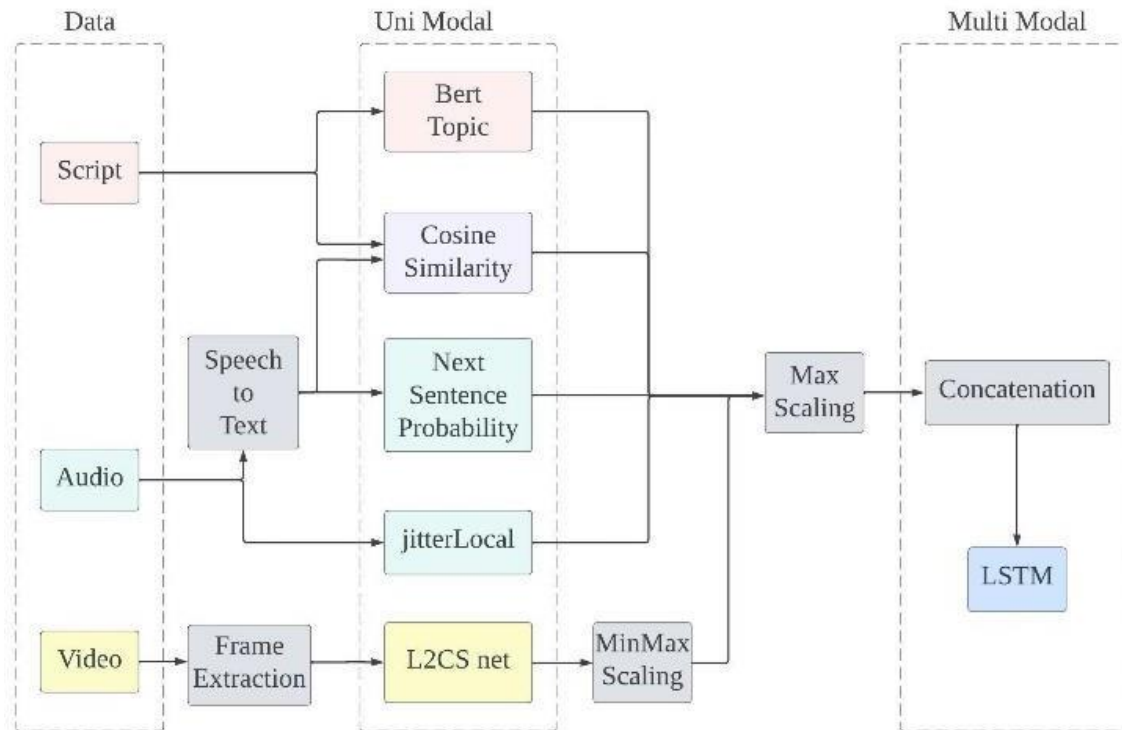 Data
Uni Modal
Multi Modal
Script
Audio
Video
Speech
to
Text
Frame
Extraction
Bert
Topic
Cosine
Similarity
Next
Sentence
Probability
jitterLocal
L2CS net
MinMax
Scaling
Max
Scaling
Concatenation
LSTM